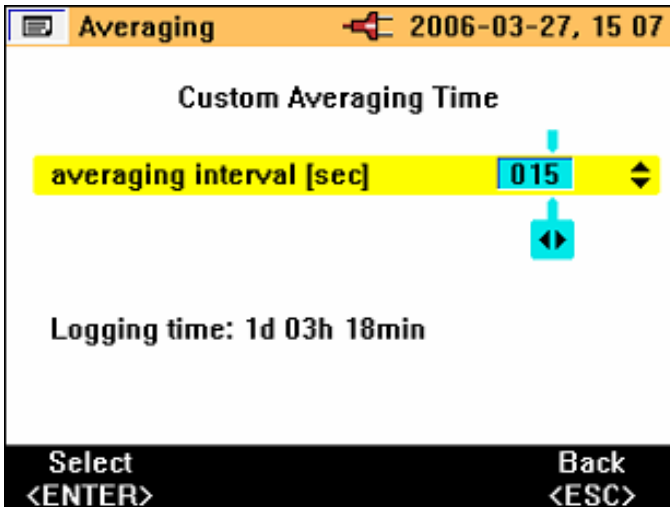 Averaging 2006-03-27, 15 07
Custom Averaging Time
averaging interval [sec] 015
Logging time: 1d 03h 18min
Select Back
<ENTER> <ESC>